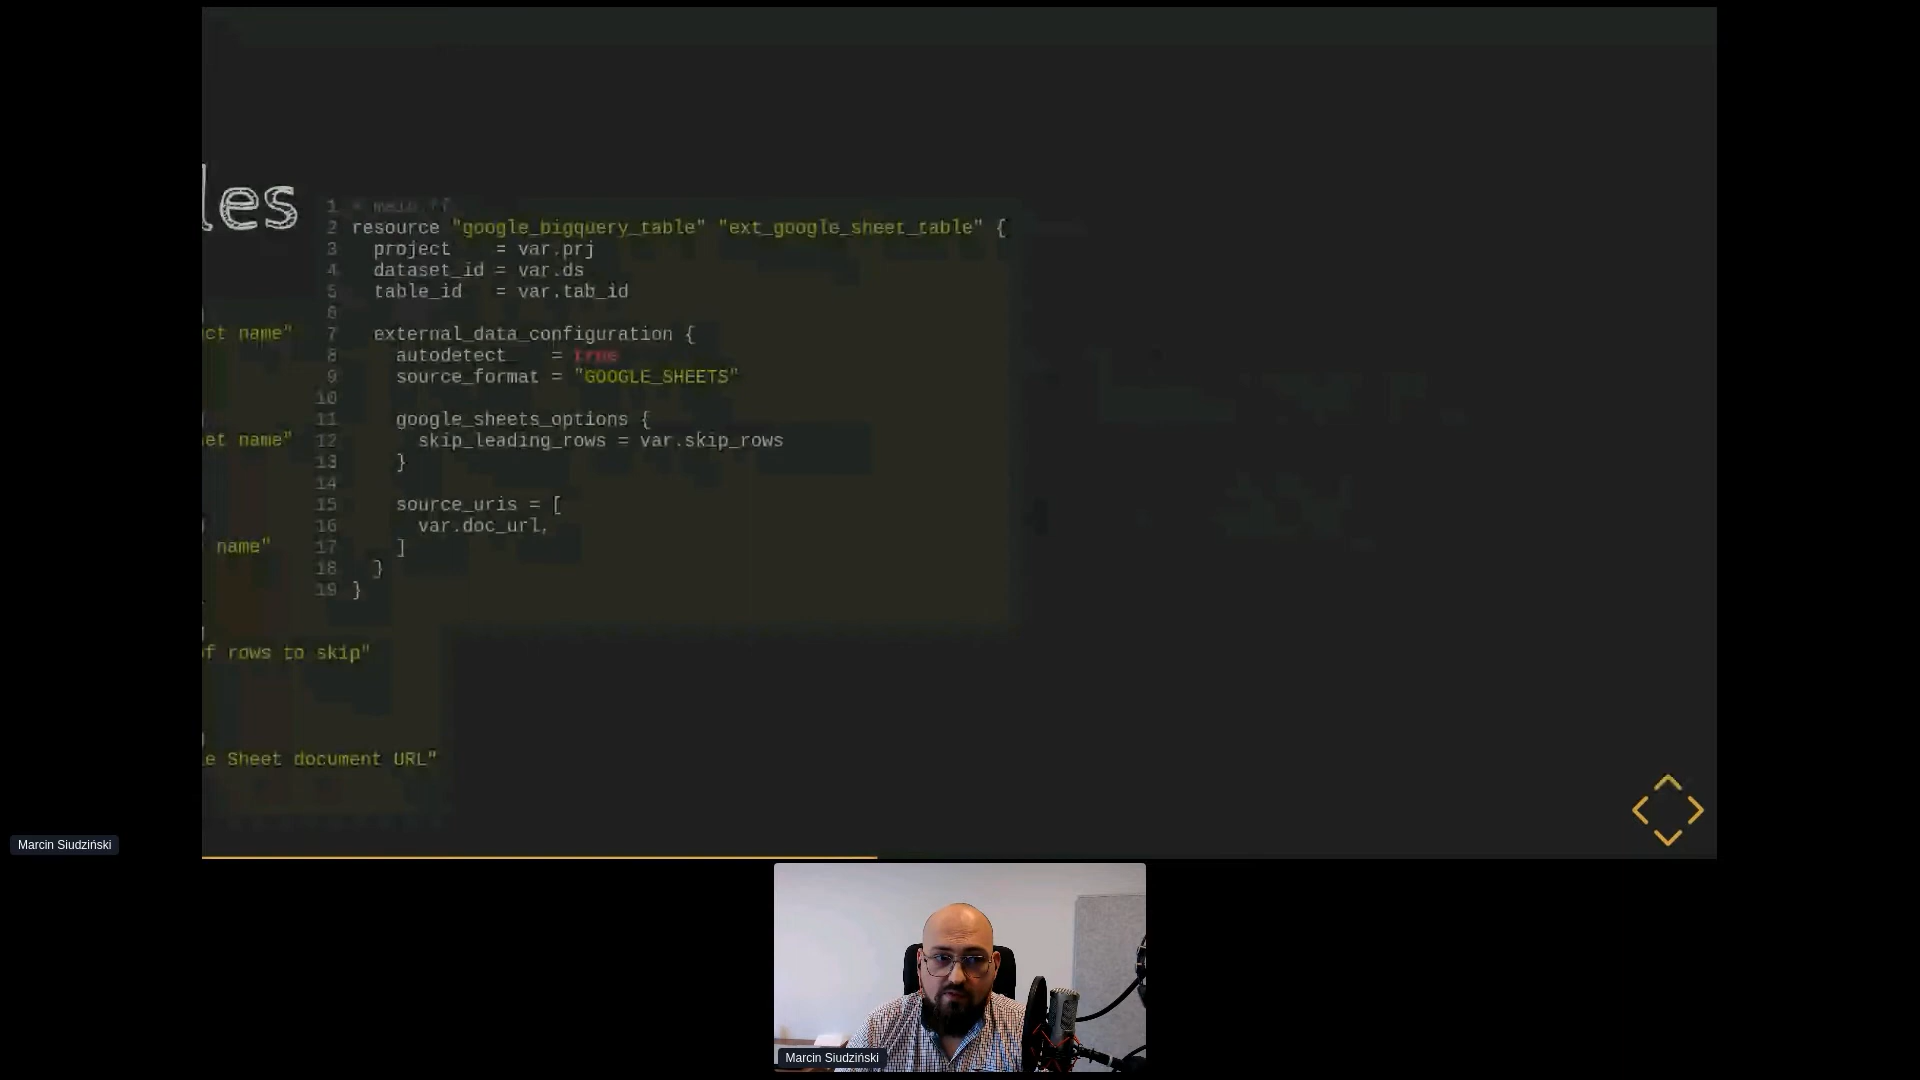 les
1 # main.tf
2 resource "google_bigquery_table" "ext_google_sheet_table" {
3 project = var.prj
4 dataset_id = var.ds
5 table_id = var.tab_id
6
7 external_data_configuration {
8 autodetect = true
9 source_format = "GOOGLE_SHEETS"
10
11 google_sheets_options {
12 skip_leading_rows = var.skip_rows
13 }
14
15 source_uris = [
16 var.doc_url,
17 ]
18 }
19 }
ct name"
et name"
name"
f rows to skip"
e Sheet document URL"
Marcin Siudziński
Marcin Siudziński